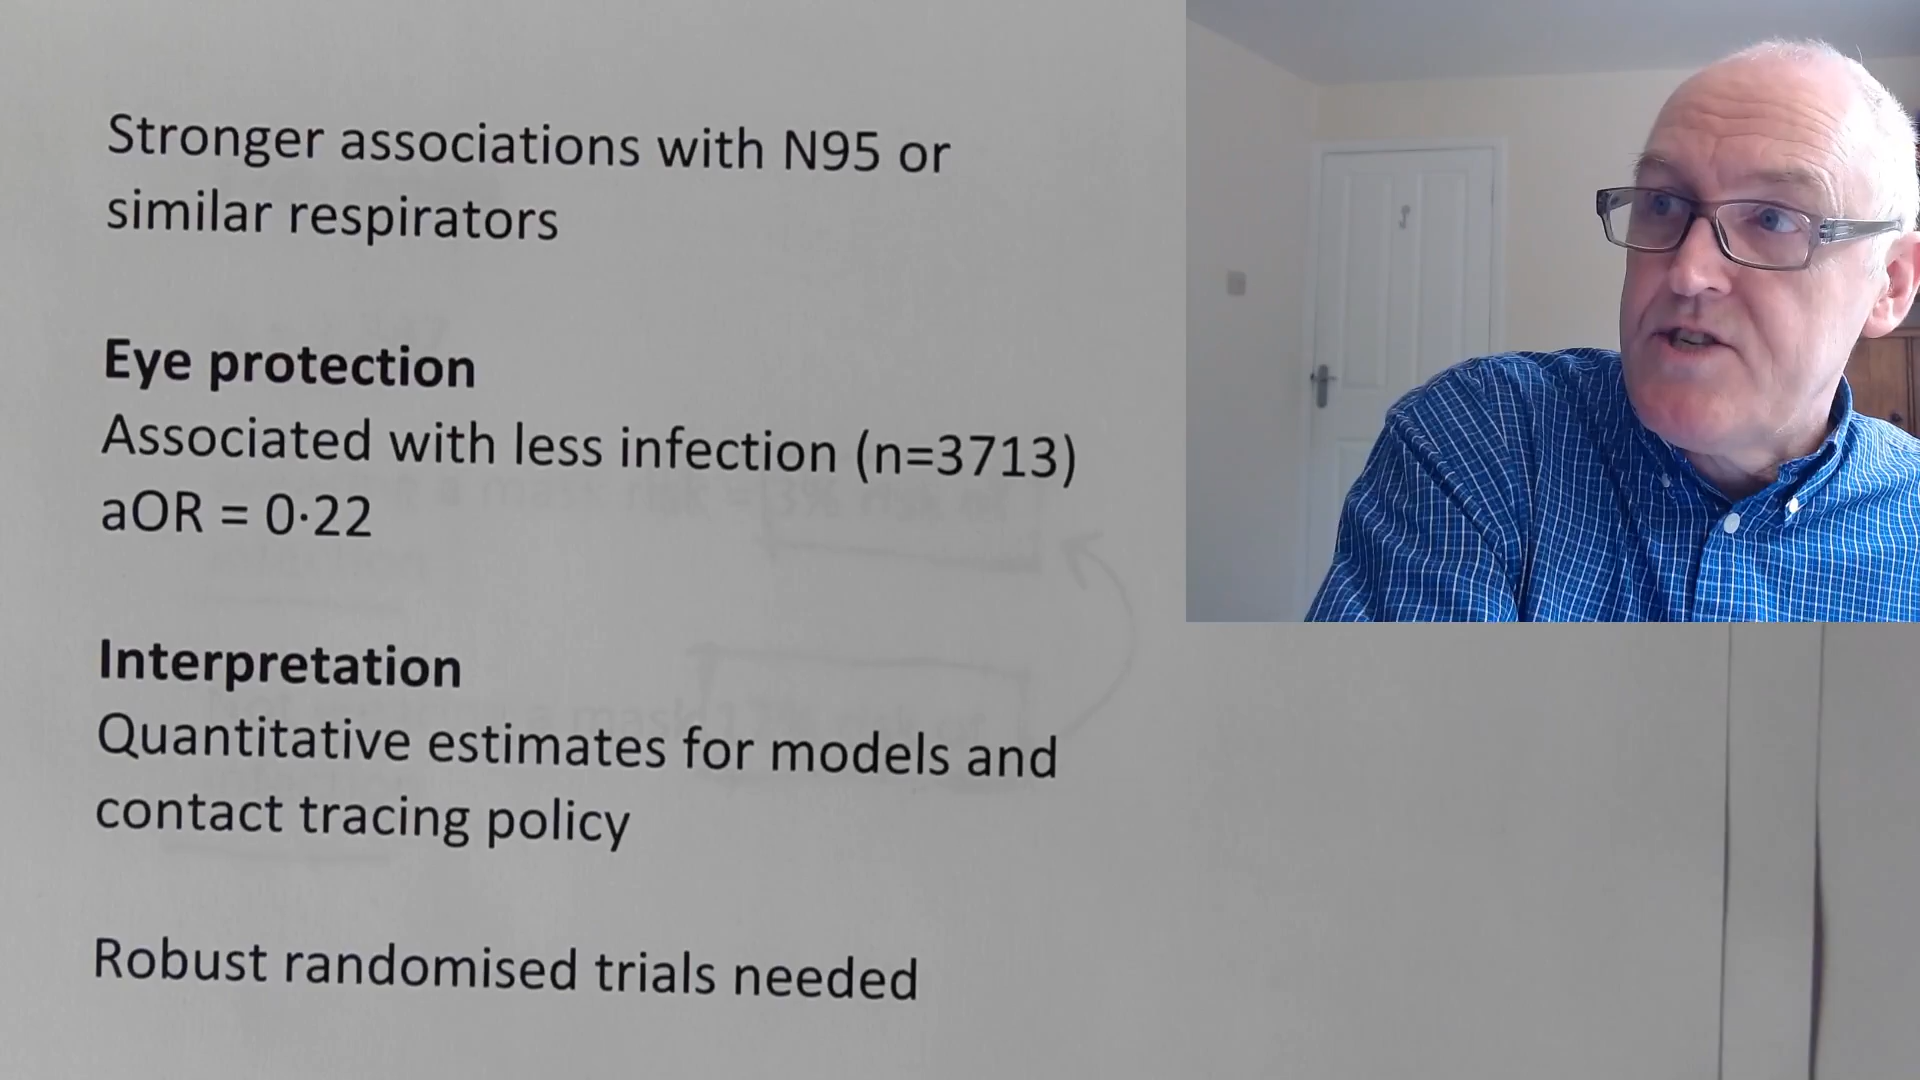 Stronger associations with N95 or
similar respirators
Eye protection
Associated with less infection (n=3713)
aOR = 0·22
Interpretation
Quantitative estimates for models and
contact tracing policy
Robust randomised trials needed